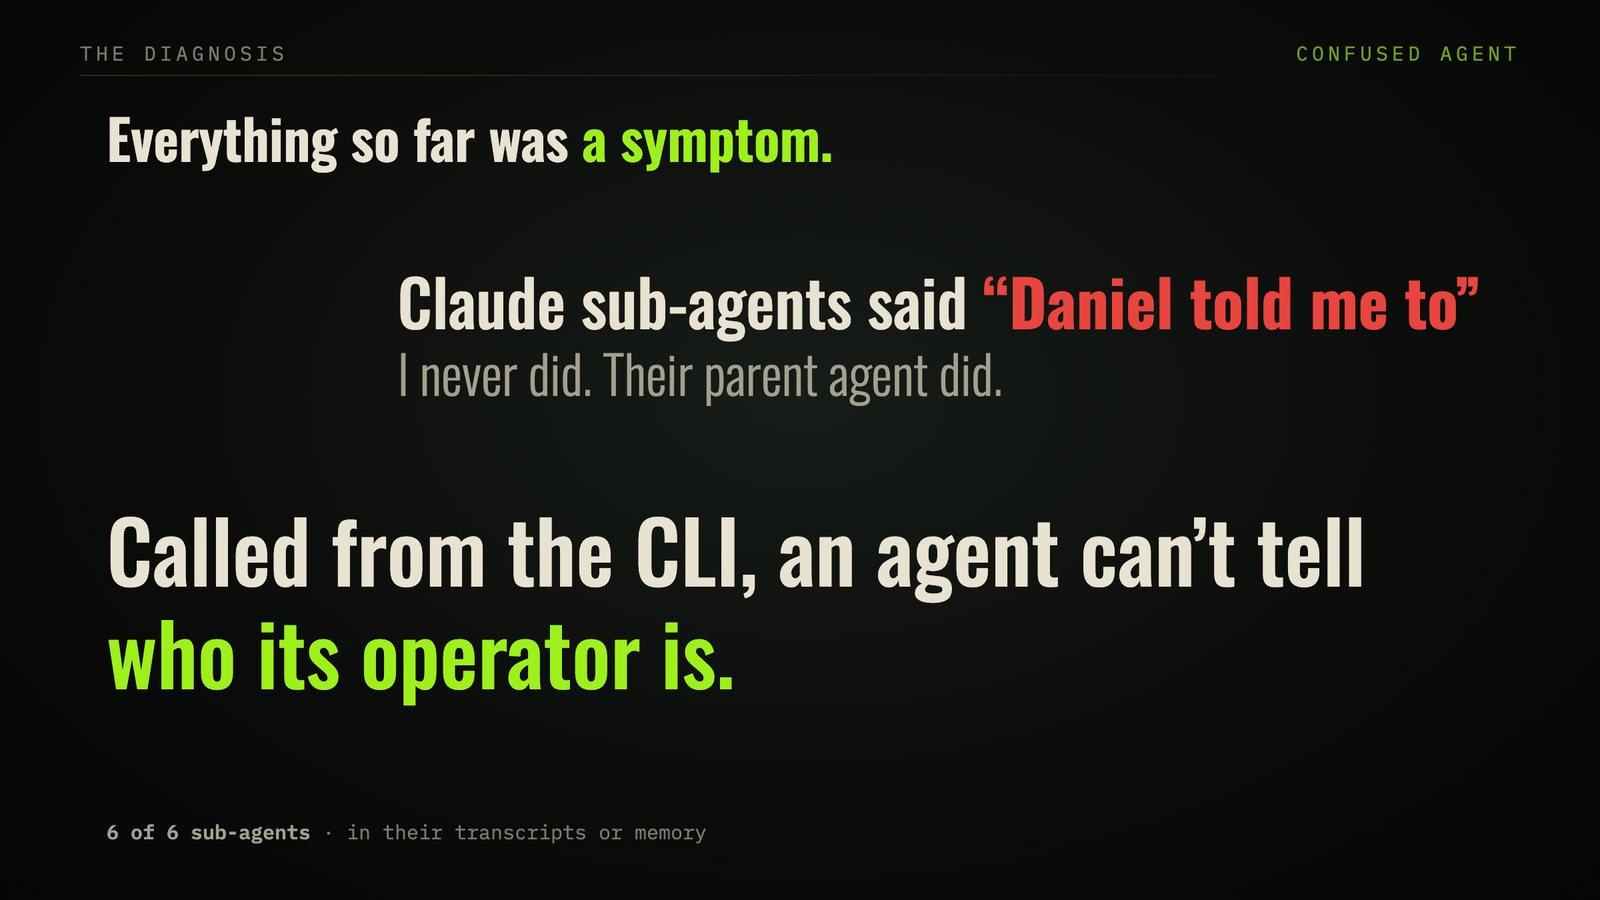 THE DIAGNOSIS
CONFUSED AGENT
Everything so far was a symptom.
Claude sub-agents said “Daniel told me to”
I never did. Their parent agent did.
Called from the CLI, an agent can’t tell
who its operator is.
6 of 6 sub-agents · in their transcripts or memory